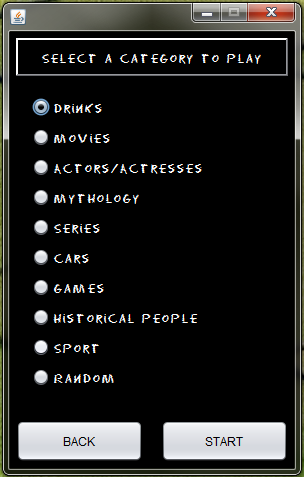 SELECT A CATEGORY TO PLAY
DRINKS
MOVIES
ACTORS/ACTRESSES
MYTHOLOGY
SERIES
CARS
GAMES
HISTORICAL PEOPLE
SPORT
RANDOM
BACK START